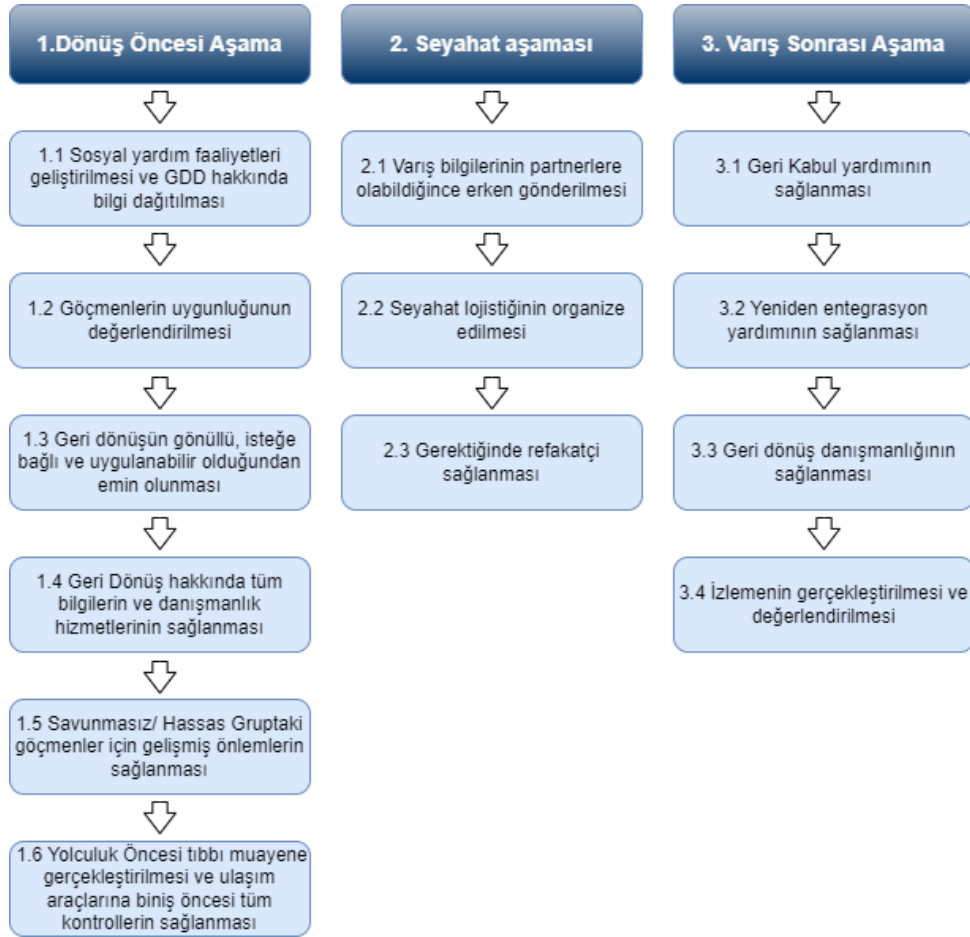 1.Dönüş Öncesi Aşama
1.1 Sosyal yardım faaliyetleri
geliştirilmesi ve GDD hakkında
bilgi dağıtılması
1.2 Göçmenlerin uygunluğunun
değerlendirilmesi
1.3 Geri dönüşün gönüllü, isteğe
bağlı ve uygulanabilir olduğundan
emin olunması
1.4 Geri Dönüş hakkında tüm
bilgilerin ve danışmanlık
hizmetlerinin sağlanması
1.5 Savunmasız/ Hassas Gruptaki
göçmenler için gelişmiş önlemlerin
sağlanması
1.6 Yolculuk Öncesi tıbbı muayene
gerçekleştirilmesi ve ulaşım
araçlarına biniş öncesi tüm
kontrollerin sağlanması
2. Seyahat aşaması
2.1 Varış bilgilerinin partnerlere
olabildiğince erken gönderilmesi
2.2 Seyahat lojistiğinin organize
edilmesi
2.3 Gerektiğinde refakatçi
sağlanması
3. Varış Sonrası Aşama
3.1 Geri Kabul yardımının
sağlanması
3.2 Yeniden entegrasyon
yardımının sağlanması
3.3 Geri dönüş danışmanlığının
sağlanması
3.4 İzlemenin gerçekleştirilmesi ve
değerlendirilmesi